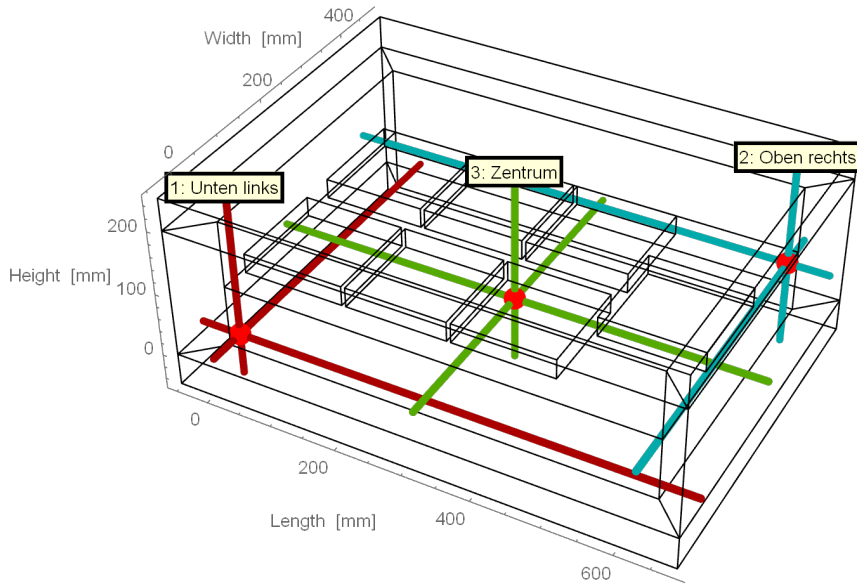 Width [mm]
400
200
0
2: Oben rechts
3: Zentrum
1: Unten links
200
Height [mm]
100
0
0
200
Length [mm]
400
600